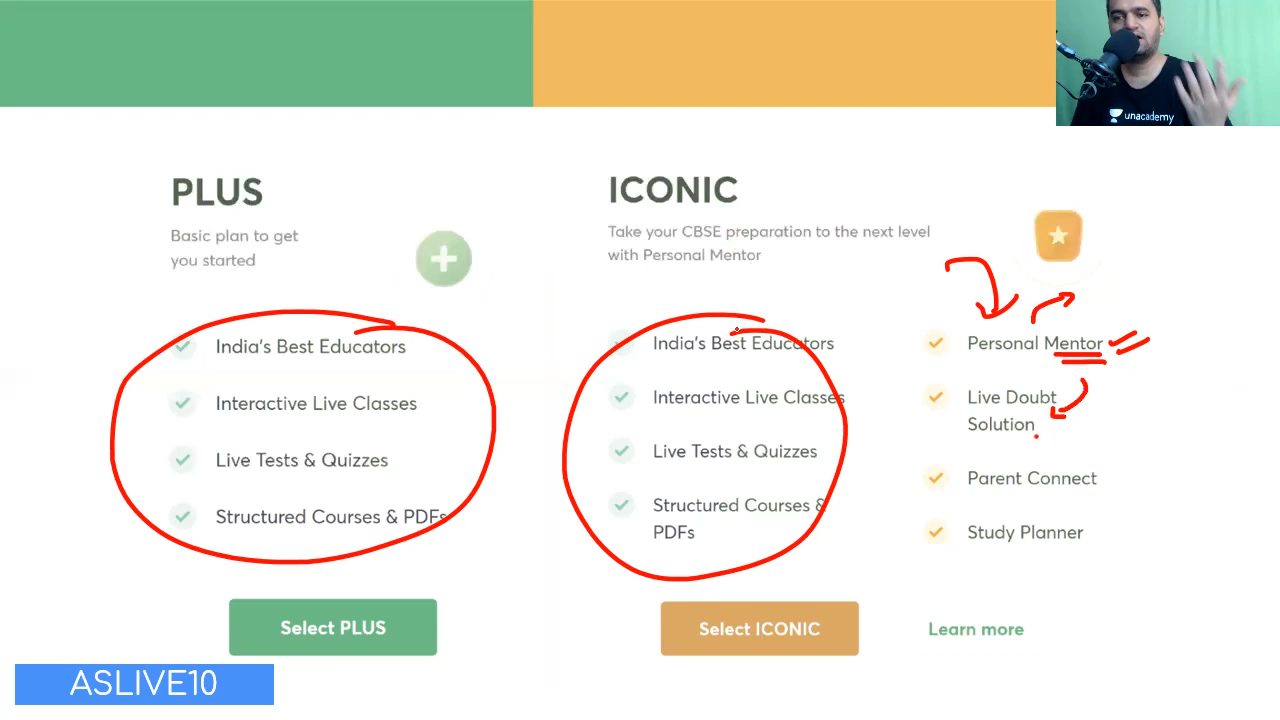 unacademy
PLUS
Basic plan to get
you started
India's Best Educators
Interactive Live Classes
Live Tests & Quizzes
Structured Courses & PDFs
Select PLUS
ICONIC
Take your CBSE preparation to the next level
with Personal Mentor
India's Best Educators
Interactive Live Classes
Live Tests & Quizzes
Structured Courses &
PDFs
Personal Mentor
Live Doubt
Solution
Parent Connect
Study Planner
Select ICONIC
Learn more
ASLIVE10